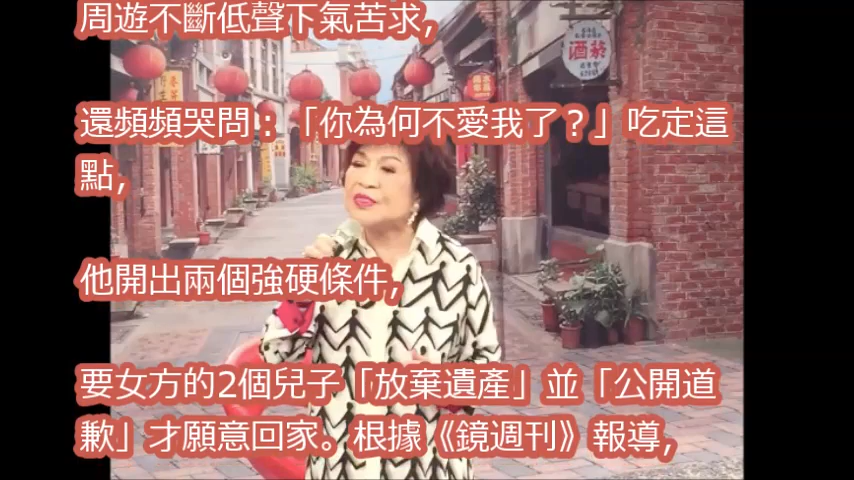 周遊不斷低聲下氣苦求,
還頻頻哭問：「你為何不愛我了？」吃定這
點,
他開出兩個強硬條件,
要女方的2個兒子「放棄遺產」並「公開道
歉」才願意回家。根據《鏡週刊》報導,
酒